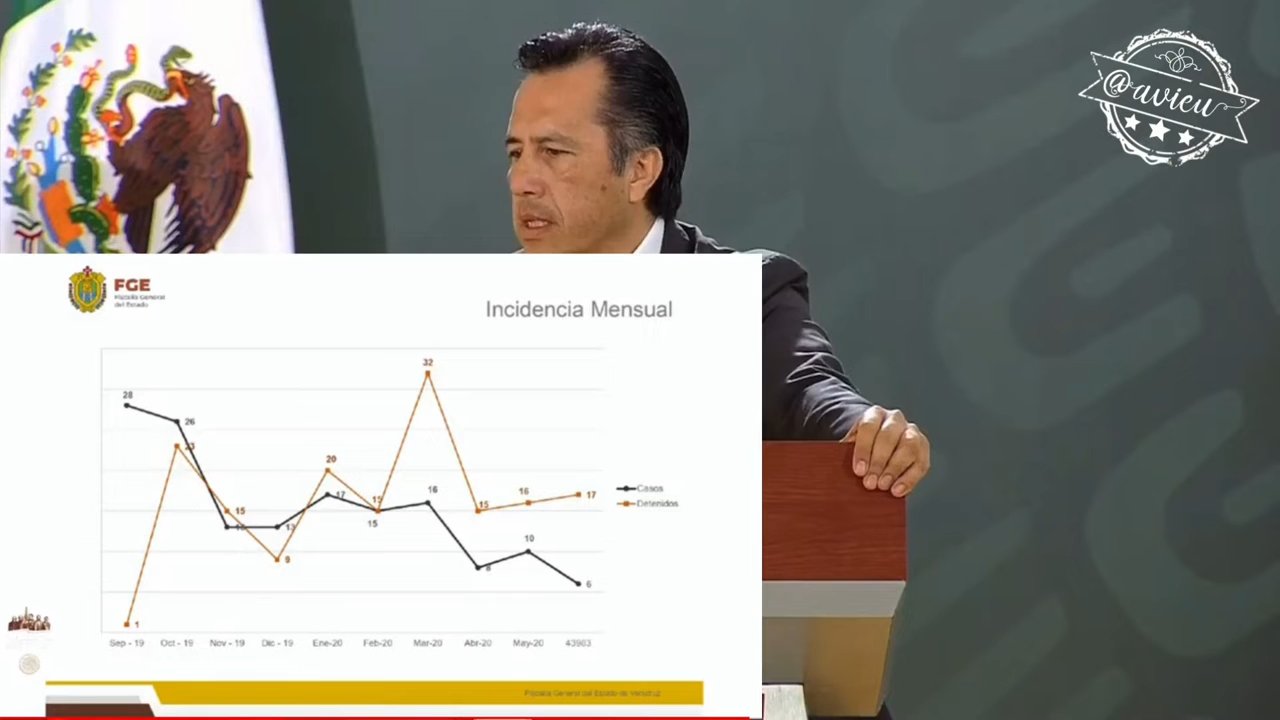 @avieu
FGE
Fiscalía General
del Estado
Incidencia Mensual
32
28
26
23
20
17
15
16
15
13
15
9
15
16
17
10
8
6
1
Casos
Detenidos
Sep - 19
Oct - 19
Nov - 19
Dic - 19
Ene-20
Feb-20
Mar-20
Abr-20
May-20
43983
Fiscalía General del Estado de Veracruz